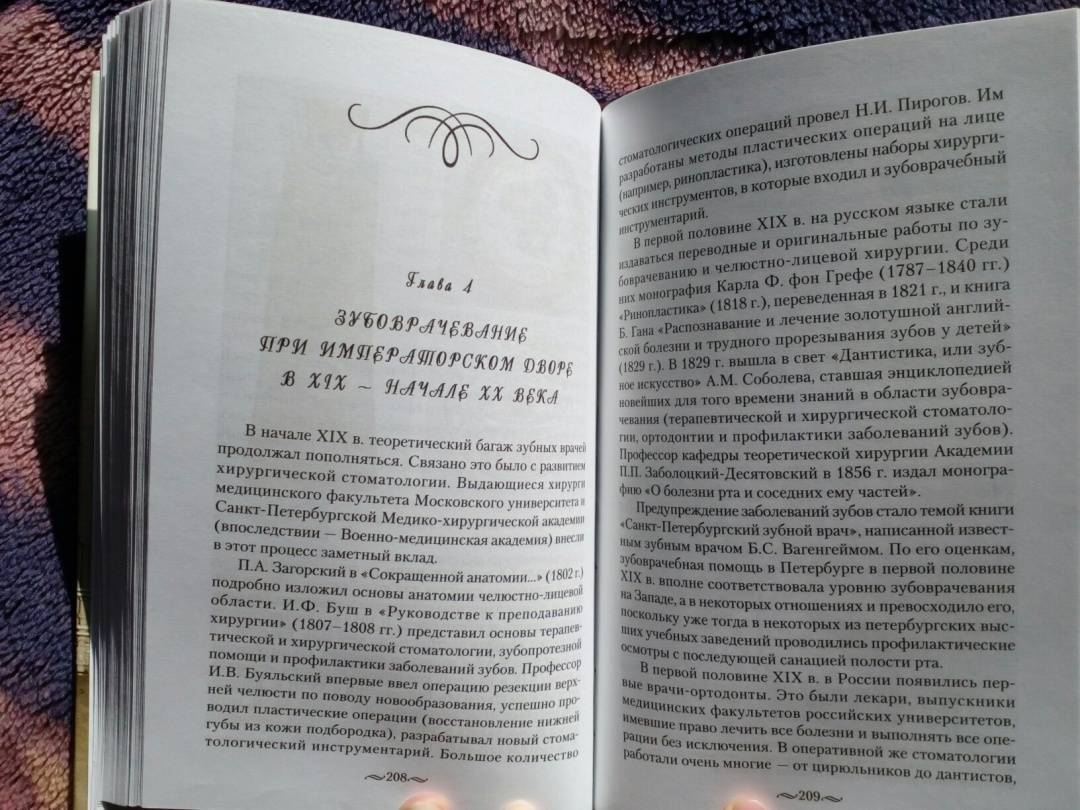 Глава 4
ЗУБОВРАЧЕВАНИЕ
ПРИ ИМПЕРАТОРСКОМ ДВОРЕ
В XIX – НАЧАЛЕ XX ВЕКА
В начале XIX в. теоретический багаж зубных врачей
продолжал пополняться. Связано это было с развитием
хирургической стоматологии. Выдающиеся хирурги
медицинского факультета Московского университета и
Санкт-Петербургской Медико-хирургической академии
(впоследствии — Военно-медицинская академия) внесли
в этот процесс заметный вклад.
П.А. Загорский в «Сокращенной анатомии...» (1802 г.)
подробно изложил основы анатомии челюстно-лицевой
области. И.Ф. Буш в «Руководстве к преподаванию
хирургии» (1807–1808 гг.) представил основы терапев-
тической и хирургической стоматологии, зубопротезной
помощи и профилактики заболеваний зубов. Профессор
И.В. Буяльский впервые ввел операцию резекции верх-
ней челюсти по поводу новообразования, успешно про-
водил пластические операции (восстановление нижней
губы из кожи подбородка), разрабатывал новый стома-
тологический инструментарий. Большое количество
208
стоматологических операций провел Н.И. Пирогов. Им
разработаны методы пластических операций на лице
(например, ринопластика), изготовлены наборы хирурги-
ческих инструментов, в которые входил и зубоврачебный
инструментарий.
В первой половине XIX в. на русском языке стали
издаваться переводные и оригинальные работы по зу-
боврачеванию и челюстно-лицевой хирургии. Среди
них монография Карла Ф. фон Грефе (1787–1840 гг.)
«Ринопластика» (1818 г.), переведенная в 1821 г., и книга
Б. Гана «Распознавание и лечение золотушной англий-
ской болезни и трудного прорезывания зубов у детей»
(1829 г.). В 1829 г. вышла в свет «Дантистика, или зуб-
ное искусство» А.М. Соболева, ставшая энциклопедией
новейших для того времени знаний в области зубовра-
чевания (терапевтической и хирургической стоматоло-
гии, ортодонтии и профилактики заболеваний зубов).
Профессор кафедры теоретической хирургии Академии
П.П. Заболоцкий-Десятовский в 1856 г. издал моногра-
фию «О болезни рта и соседних ему частей».
Предупреждение заболеваний зубов стало темой книги
«Санкт-Петербургский зубной врач», написанной извест-
ным зубным врачом Б.С. Вагенгеймом. По его оценкам,
зубоврачебная помощь в Петербурге в первой половине
XIX в. вполне соответствовала уровню зубоврачевания
на Западе, а в некоторых отношениях и превосходило его,
поскольку уже тогда в некоторых из петербургских выс-
ших учебных заведений проводились профилактические
осмотры с последующей санацией полости рта.
В первой половине XIX в. в России появились пер-
вые врачи-ортодонты. Это были лекари, выпускники
медицинских факультетов российских университетов,
имевшие право лечить все болезни и выполнять все опе-
рации без исключения. В оперативной же стоматологии
работали очень многие — от цирюльников до дантистов,
209